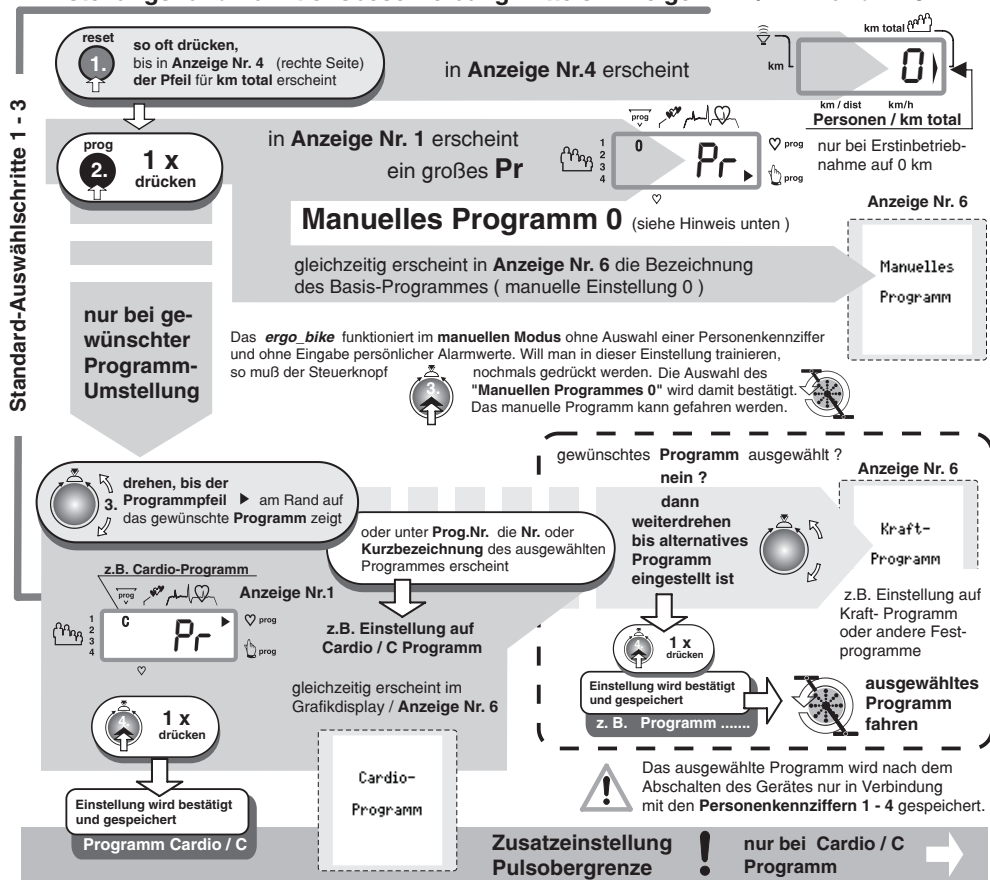 Standard-Auswählschritte 1 - 3
reset
1.
so oft drücken,
bis in Anzeige Nr. 4 (rechte Seite)
der Pfeil für km total erscheint
in Anzeige Nr.4 erscheint
km total
km
0
km / dist km/h
Personen / km total
nur bei Erstinbetrieb-
nahme auf 0 km
prog
2.
1 x
drücken
in Anzeige Nr. 1 erscheint
ein großes Pr
prog
1
2
3
4
0
Pr
prog
prog
Manuelles Programm 0 (siehe Hinweis unten )
gleichzeitig erscheint in Anzeige Nr. 6 die Bezeichnung
des Basis-Programmes ( manuelle Einstellung 0 )
Anzeige Nr. 6
Manuelles
Programm
nur bei ge-
wünschter
Programm-
Umstellung
Das ergo_bike funktioniert im manuellen Modus ohne Auswahl einer Personenkennziffer
und ohne Eingabe persönlicher Alarmwerte. Will man in dieser Einstellung trainieren,
so muß der Steuerknopf
3.
nochmals gedrückt werden. Die Auswahl des
"Manuellen Programmes 0" wird damit bestätigt.
Das manuelle Programm kann gefahren werden.
3.
drehen, bis der
Programmpfeil am Rand auf
das gewünschte Programm zeigt
oder unter Prog.Nr. die Nr. oder
Kurzbezeichnung des ausgewählten
Programmes erscheint
z.B. Einstellung auf
Cardio / C Programm
z.B. Cardio-Programm
Anzeige Nr.1
prog
1
2
3
4
C
Pr
prog
prog
4.
1 x
drücken
Einstellung wird bestätigt
und gespeichert
Programm Cardio / C
gleichzeitig erscheint im
Grafikdisplay / Anzeige Nr. 6
Cardio-
Programm
gewünschtes Programm ausgewählt ?
nein ?
dann
weiterdrehen
bis alternatives
Programm
eingestellt ist
Anzeige Nr. 6
Kraft-
Programm
z.B. Einstellung auf
Kraft- Programm
oder andere Fest-
programme
4.
1 x
drücken
Einstellung wird bestätigt
und gespeichert
z. B. Programm .......
ausgewähltes
Programm
fahren
!
Das ausgewählte Programm wird nach dem
Abschalten des Gerätes nur in Verbindung
mit den Personenkennziffern 1 - 4 gespeichert.
Zusatzeinstellung
Pulsobergrenze
!
nur bei Cardio / C
Programm